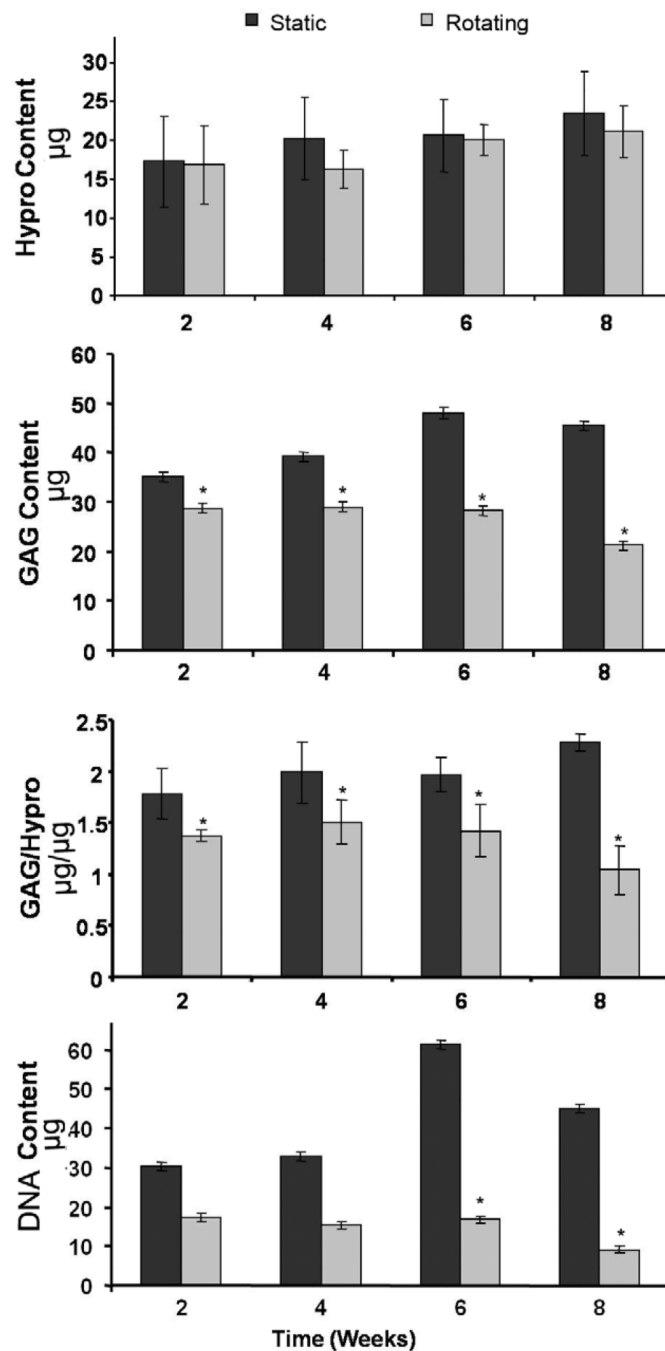 Static Rotating
Hypro Content
µg
30
25
20
15
10
5
0
2 4 6 8
GAG Content
µg
60
50
40
30
20
10
0
* * * *
2 4 6 8
GAG/Hypro
µg/µg
2.5
2
1.5
1
0.5
0
* * * *
2 4 6 8
DNA Content
µg
60
50
40
30
20
10
0
* *
2 4 6 8
Time (Weeks)